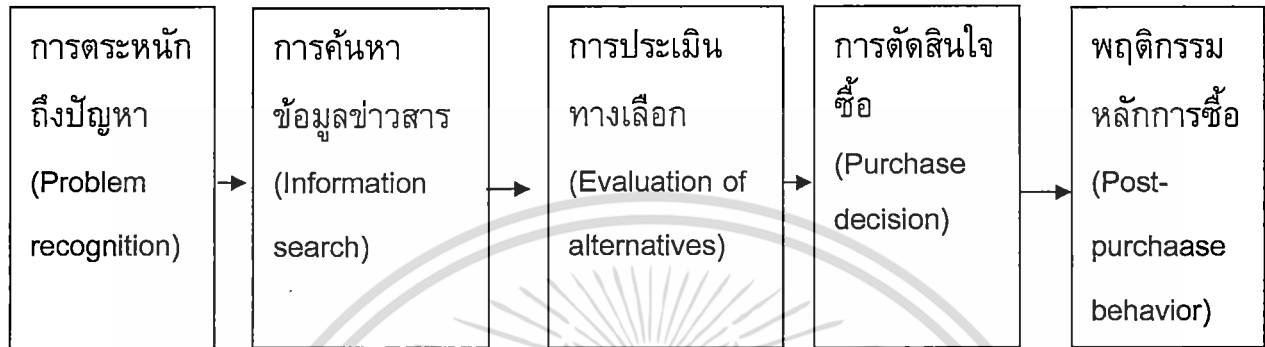 การตระหนัก
ถึงปัญหา
(Problem
recognition)
การค้นหา
ข้อมูลข่าวสาร
(Information
search)
การประเมิน
ทางเลือก
(Evaluation of
alternatives)
การตัดสินใจ
ซื้อ
(Purchase
decision)
พฤติกรรม
หลักการซื้อ
(Post-
purchaase
behavior)